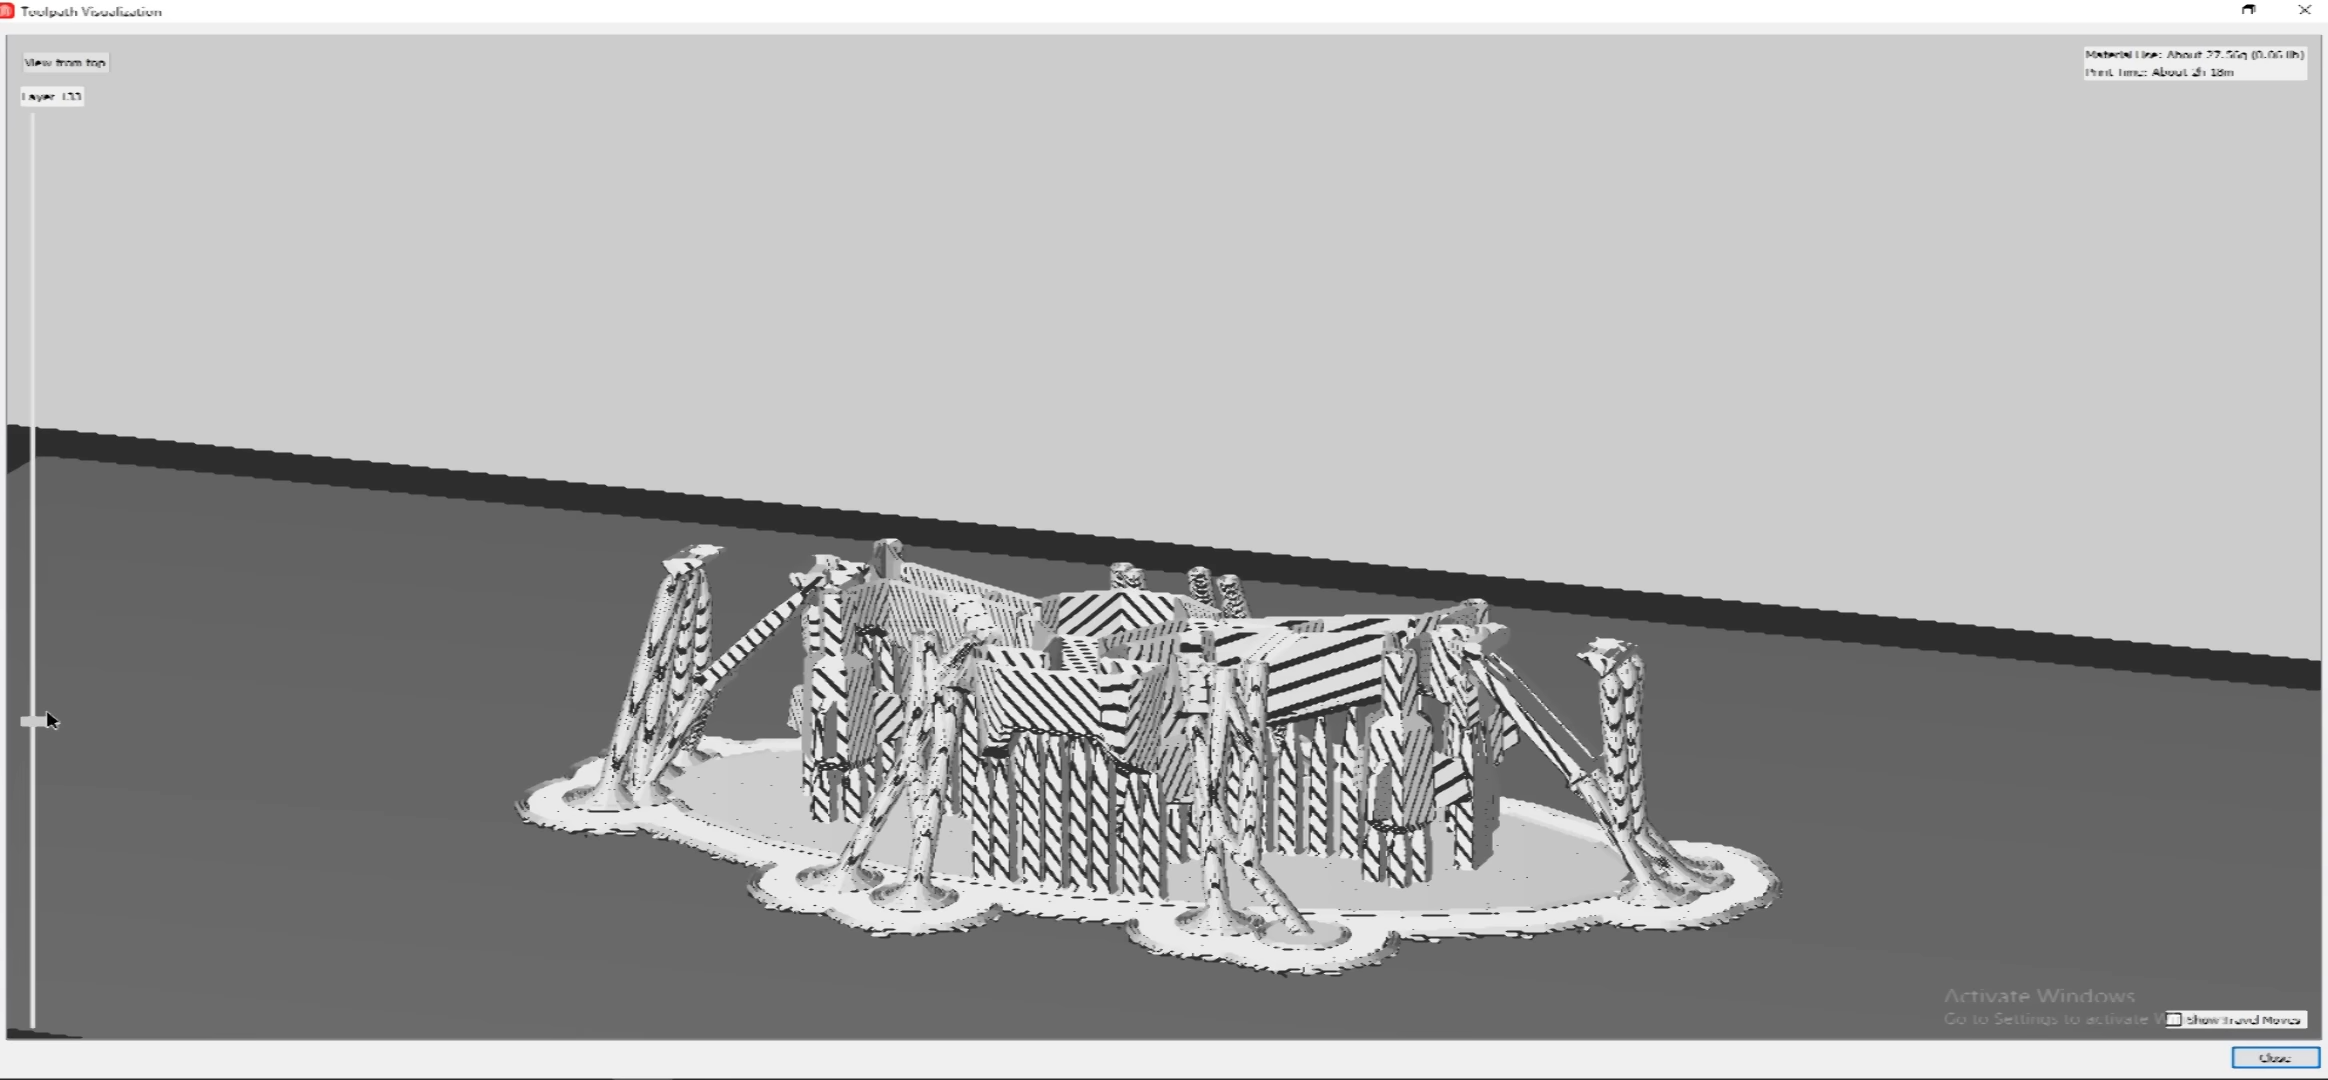 Toolpath Visualization
View from top
Material Use: About 27.56g (0.06 lb)
Print Time: About 2h 18m
Layer 133
Activate Windows
Go to Settings to activate
Show Travel Moves
Close